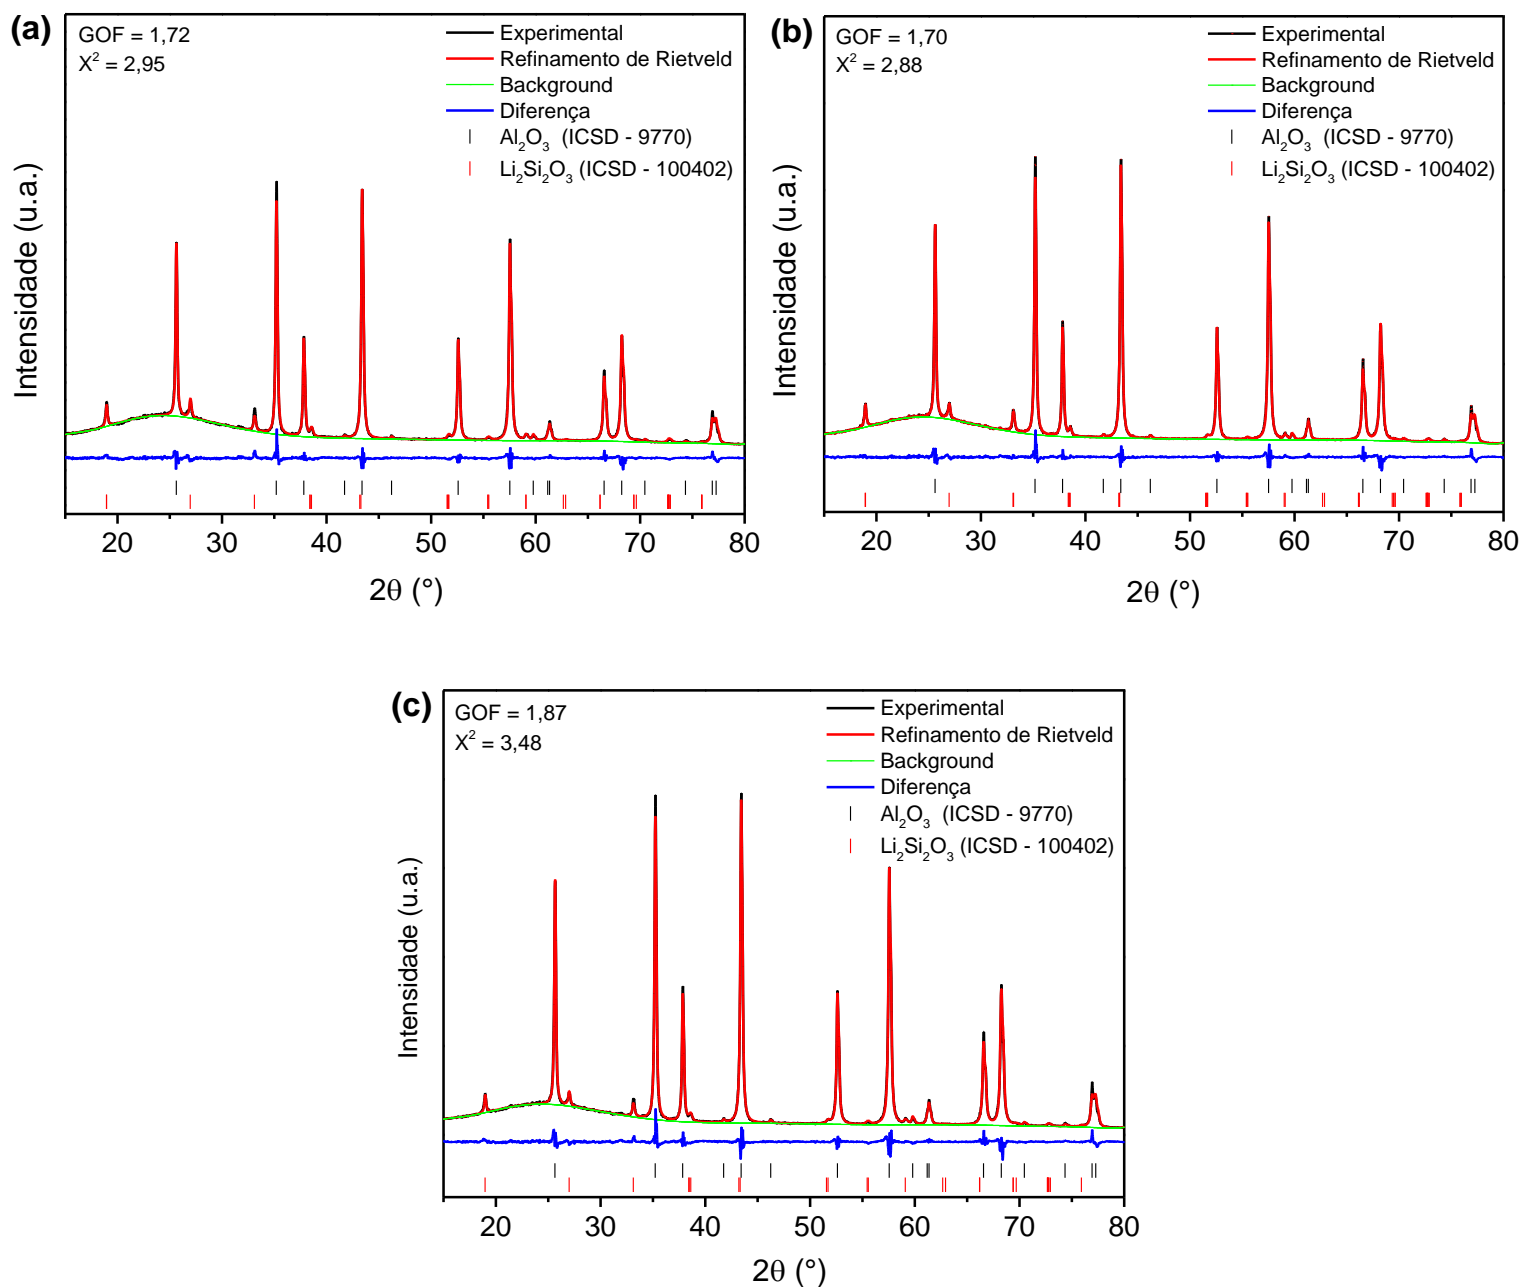 (a)
GOF = 1,72
X² = 2,95
Experimental
Refinamento de Rietveld
Background
Diferença
Al₂O₃ (ICSD - 9770)
Li₂Si₂O₃ (ICSD - 100402)
Intensidade (u.a.)
20 30 40 50 60 70 80
2θ (°)
(b)
GOF = 1,70
X² = 2,88
Experimental
Refinamento de Rietveld
Background
Diferença
Al₂O₃ (ICSD - 9770)
Li₂Si₂O₃ (ICSD - 100402)
Intensidade (u.a.)
20 30 40 50 60 70 80
2θ (°)
(c)
GOF = 1,87
X² = 3,48
Experimental
Refinamento de Rietveld
Background
Diferença
Al₂O₃ (ICSD - 9770)
Li₂Si₂O₃ (ICSD - 100402)
Intensidade (u.a.)
20 30 40 50 60 70 80
2θ (°)